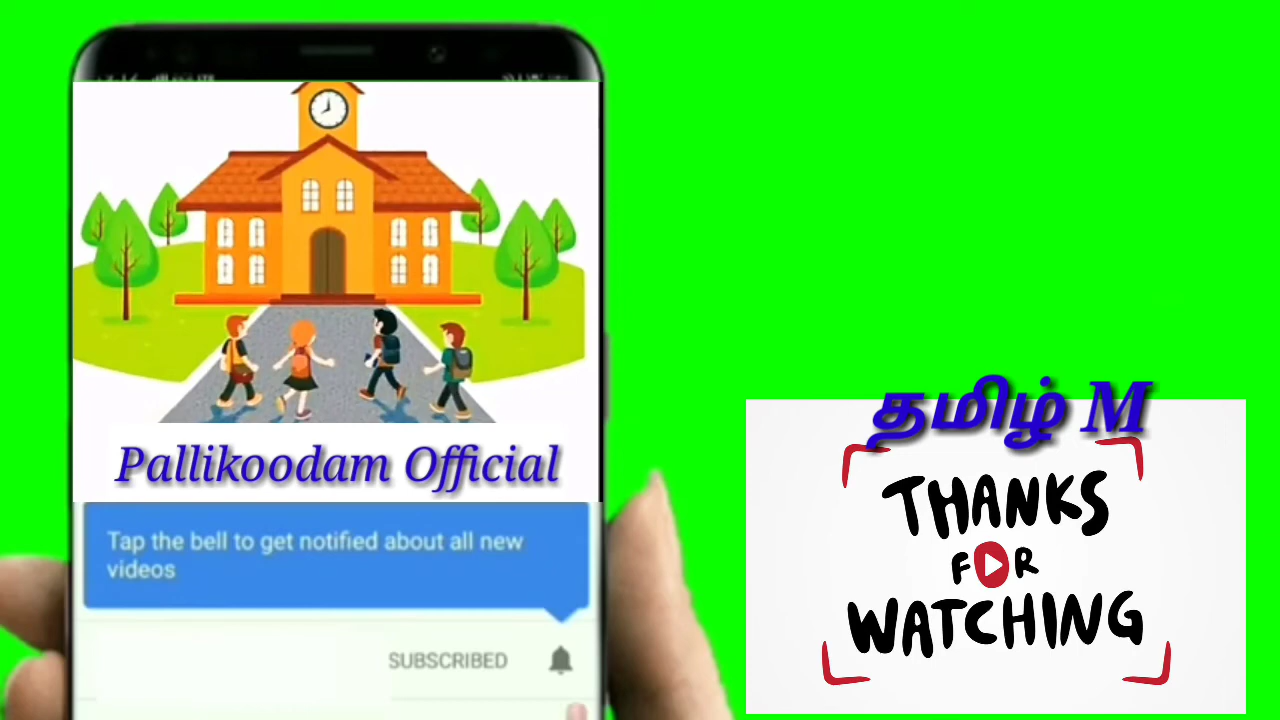 Pallikoodam Official
Tap the bell to get notified about all new
videos
SUBSCRIBED
தமிழ் M
THANKS
FOR
WATCHING